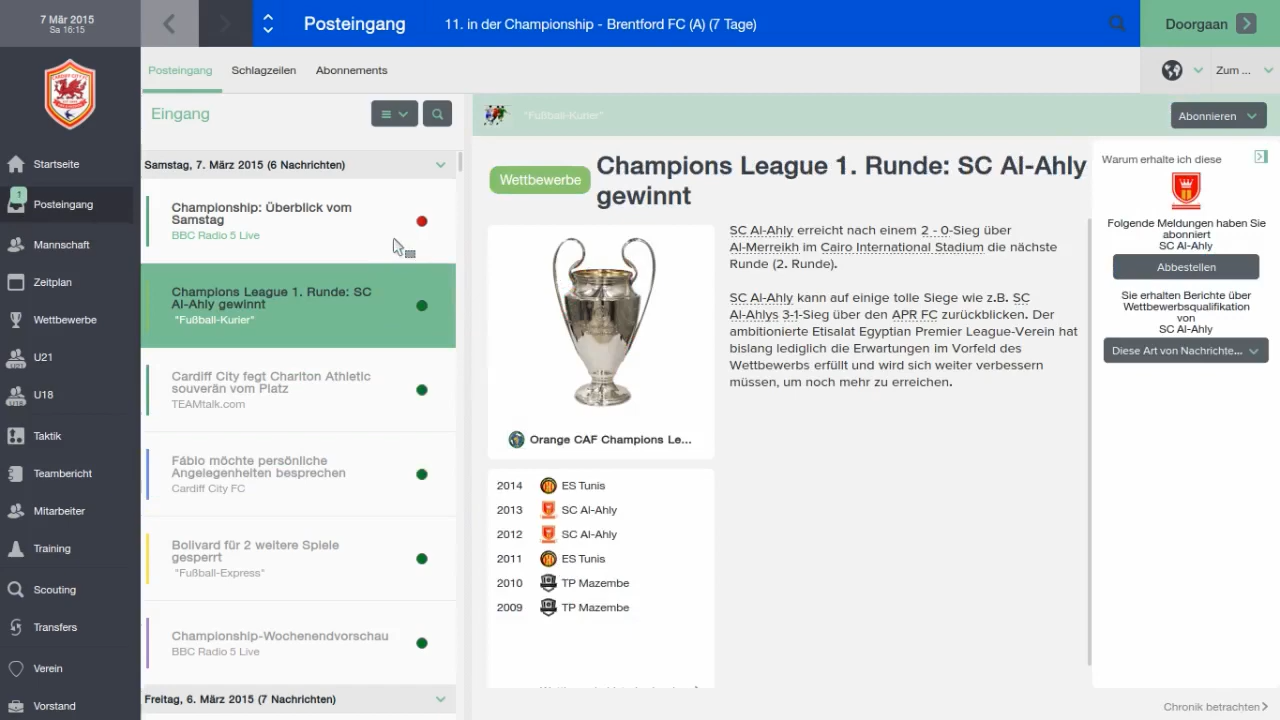 7 Mär 2015
Sa 16:15
Posteingang
11. in der Championship - Brentford FC (A) (7 Tage)
Doorgaan
Posteingang
Schlagzeilen
Abonnements
Zum ...
Startseite
1
Posteingang
Mannschaft
Zeitplan
Wettbewerbe
U21
U18
Taktik
Teambericht
Mitarbeiter
Training
Scouting
Transfers
Verein
Vorstand
Eingang
Samstag, 7. März 2015 (6 Nachrichten)
Championship: Überblick vom
Samstag
BBC Radio 5 Live
Champions League 1. Runde: SC
Al-Ahly gewinnt
"Fußball-Kurier"
Cardiff City fegt Charlton Athletic
souverän vom Platz
TEAMtalk.com
Fábio möchte persönliche
Angelegenheiten besprechen
Cardiff City FC
Bolivard für 2 weitere Spiele
gesperrt
"Fußball-Express"
Championship-Wochenendvorschau
BBC Radio 5 Live
Freitag, 6. März 2015 (7 Nachrichten)
"Fußball-Kurier"
Abonnieren
Wettbewerbe
Champions League 1. Runde: SC Al-Ahly
gewinnt
Orange CAF Champions Le...
2014 ES Tunis
2013 SC Al-Ahly
2012 SC Al-Ahly
2011 ES Tunis
2010 TP Mazembe
2009 TP Mazembe
SC Al-Ahly erreicht nach einem 2 - 0-Sieg über
Al-Merreikh im Cairo International Stadium die nächste
Runde (2. Runde).
SC Al-Ahly kann auf einige tolle Siege wie z.B. SC
Al-Ahlys 3-1-Sieg über den APR FC zurückblicken. Der
ambitionierte Etisalat Egyptian Premier League-Verein hat
bislang lediglich die Erwartungen im Vorfeld des
Wettbewerbs erfüllt und wird sich weiter verbessern
müssen, um noch mehr zu erreichen.
Warum erhalte ich diese
Folgende Meldungen haben Sie
abonniert
SC Al-Ahly
Abbestellen
Sie erhalten Berichte über
Wettbewerbsqualifikation
von
SC Al-Ahly
Diese Art von Nachrichte...
Chronik betrachten